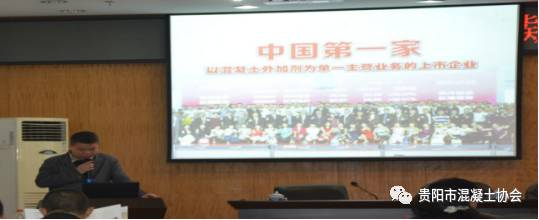 中国第一家
以混凝土外加剂为第一主营业务的上市企业
贵阳市混凝土协会